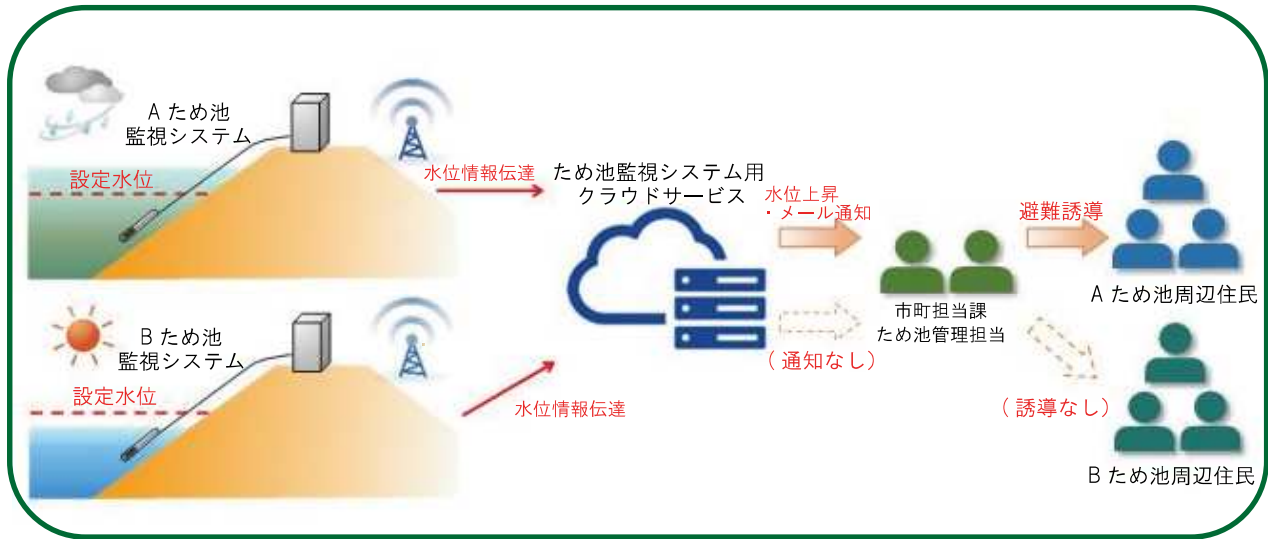 A ため池
監視システム
設定水位
水位情報伝達
B ため池
監視システム
設定水位
水位情報伝達
ため池監視システム用
クラウドサービス
水位上昇
・メール通知
(通知なし)
市町担当課
ため池管理担当
避難誘導
A ため池周辺住民
(誘導なし)
B ため池周辺住民